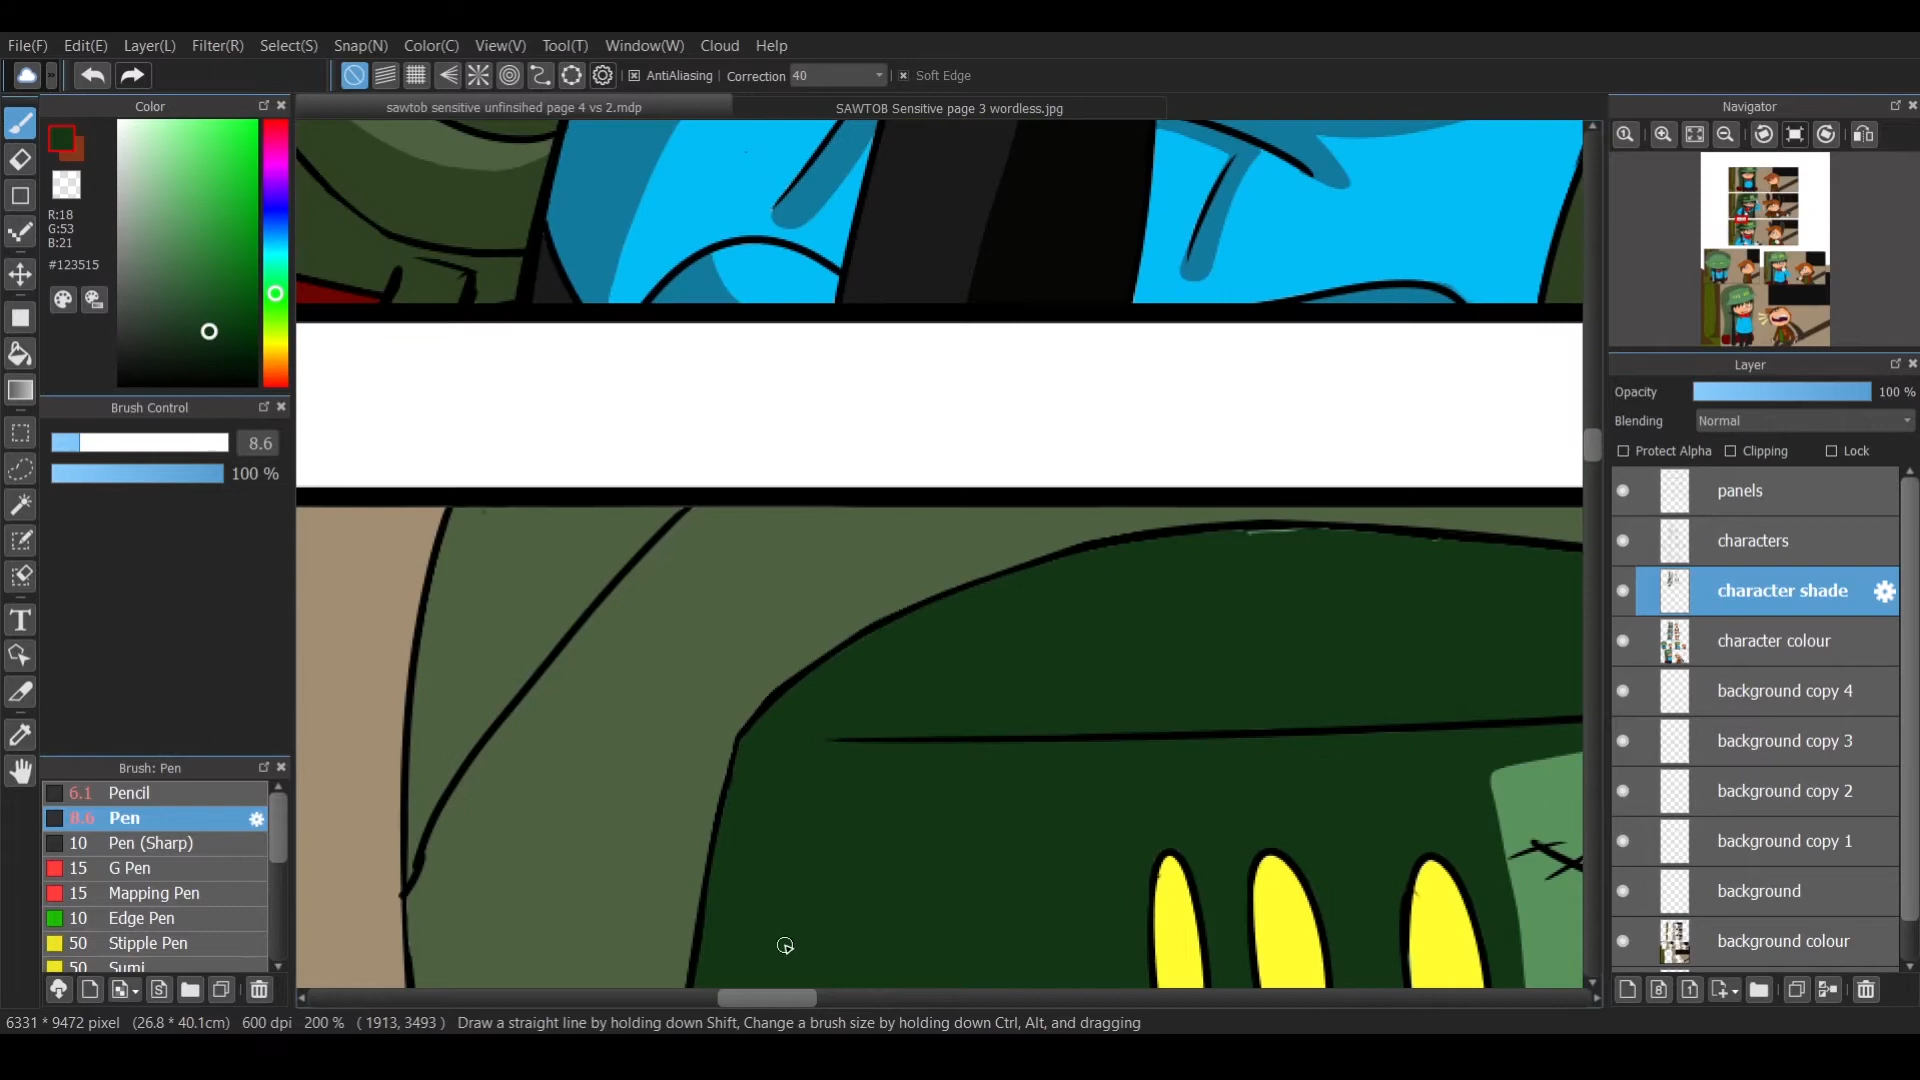 File(F) Edit(E) Layer(L) Filter(R) Select(S) Snap(N) Color(C) View(V) Tool(T) Window(W) Cloud Help
AntiAliasing Correction 40 Soft Edge
Color
sawtob sensitive unfinsihed page 4 vs 2.mdp
SAWTOB Sensitive page 3 wordless.jpg
Navigator
R:18
G:53
B:21
#123515
Brush Control
8.6
100 %
Brush: Pen
6.1 Pencil
8.6 Pen
10 Pen (Sharp)
15 G Pen
15 Mapping Pen
10 Edge Pen
50 Stipple Pen
50 Sumi
Layer
Opacity 100 %
Blending Normal
Protect Alpha Clipping Lock
panels
characters
character shade
character colour
background copy 4
background copy 3
background copy 2
background copy 1
background
background colour
6331 * 9472 pixel (26.8 * 40.1cm) 600 dpi 200 % ( 1913, 3493 ) Draw a straight line by holding down Shift, Change a brush size by holding down Ctrl, Alt, and dragging